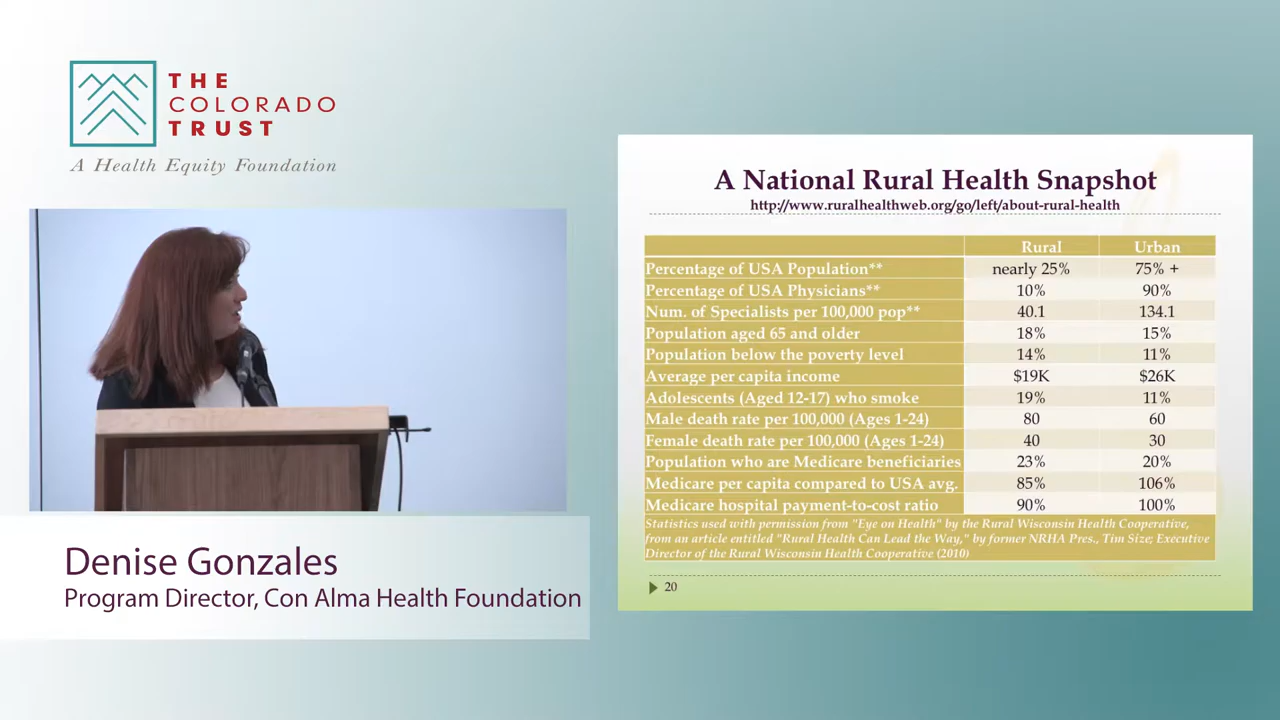 THE
COLORADO
TRUST
A Health Equity Foundation
Denise Gonzales
Program Director, Con Alma Health Foundation
A National Rural Health Snapshot
http://www.ruralhealthweb.org/go/left/about-rural-health
Rural Urban
Percentage of USA Population** nearly 25% 75% +
Percentage of USA Physicians** 10% 90%
Num. of Specialists per 100,000 pop** 40.1 134.1
Population aged 65 and older 18% 15%
Population below the poverty level 14% 11%
Average per capita income $19K $26K
Adolescents (Aged 12-17) who smoke 19% 11%
Male death rate per 100,000 (Ages 1-24) 80 60
Female death rate per 100,000 (Ages 1-24) 40 30
Population who are Medicare beneficiaries 23% 20%
Medicare per capita compared to USA avg. 85% 106%
Medicare hospital payment-to-cost ratio 90% 100%
Statistics used with permission from "Eye on Health" by the Rural Wisconsin Health Cooperative,
from an article entitled "Rural Health Can Lead the Way," by former NRHA Pres., Tim Size; Executive
Director of the Rural Wisconsin Health Cooperative (2010)
20